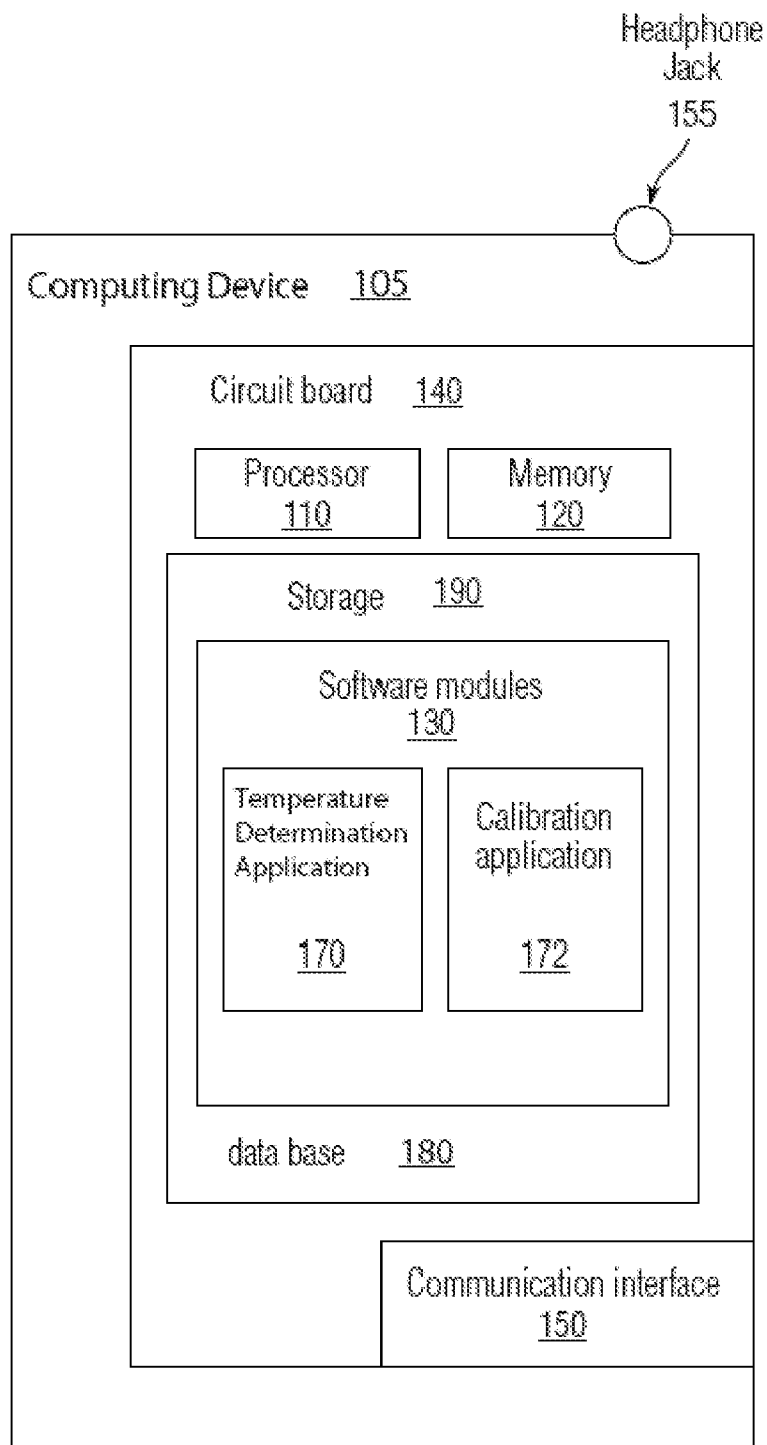 Headphone
Jack
155
Computing Device 105
Circuit board 140
Processor
110
Memory
120
Storage 190
Software modules
130
Temperature
Determination
Application
170
Calibration
application
172
data base 180
Communication interface
150